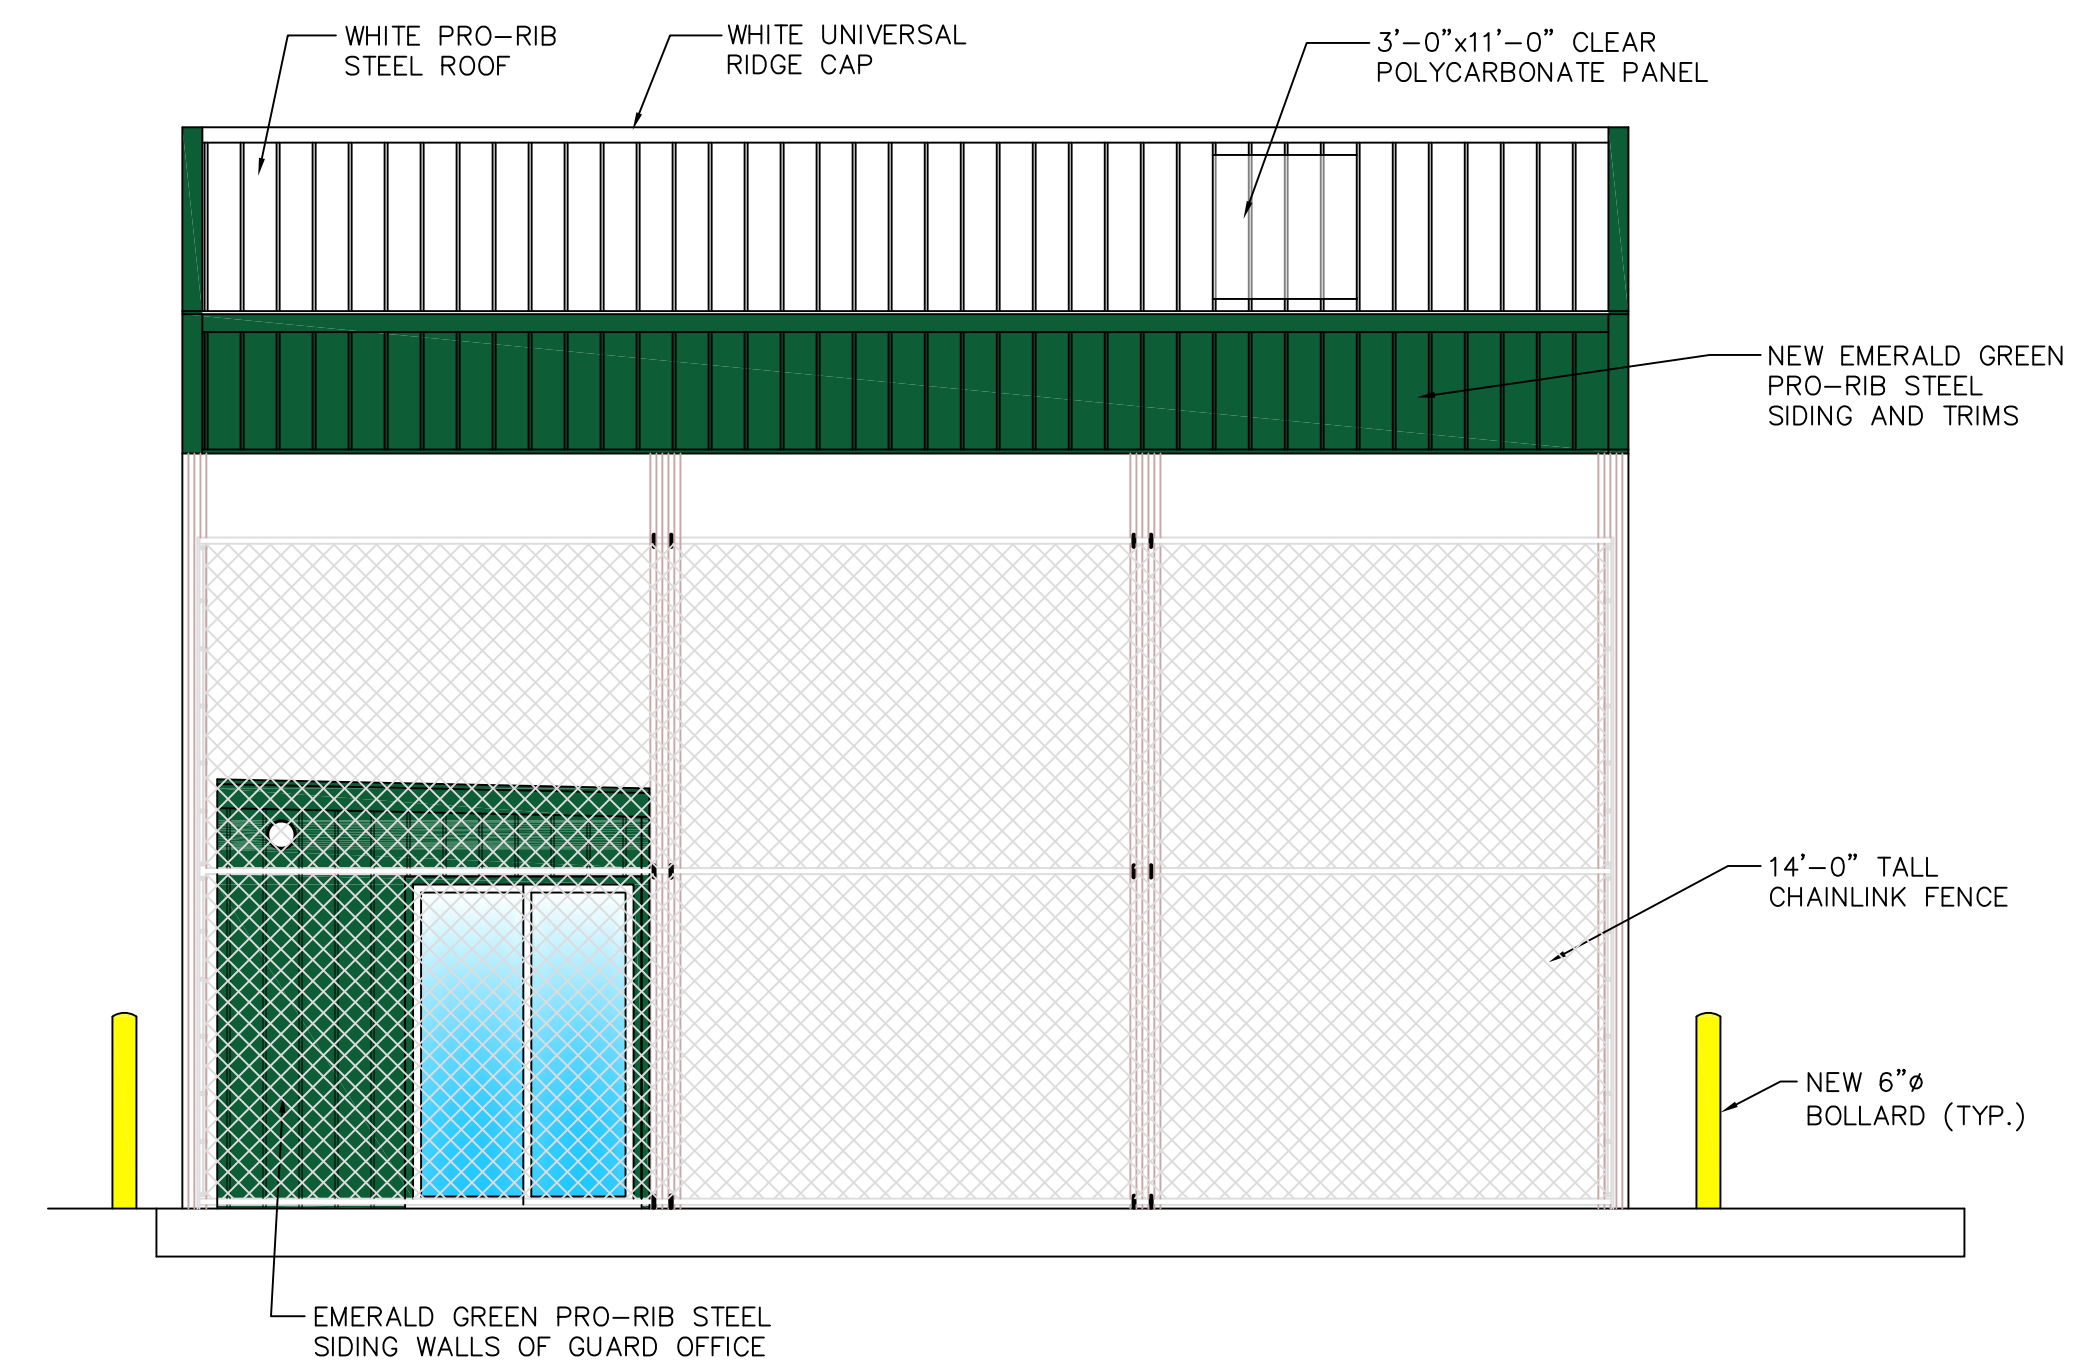 WHITE PRO-RIB
STEEL ROOF
WHITE UNIVERSAL
RIDGE CAP
3'-0"x11'-0" CLEAR
POLYCARBONATE PANEL
NEW EMERALD GREEN
PRO-RIB STEEL
SIDING AND TRIMS
14'-0" TALL
CHAINLINK FENCE
NEW 6"ø
BOLLARD (TYP.)
EMERALD GREEN PRO-RIB STEEL
SIDING WALLS OF GUARD OFFICE